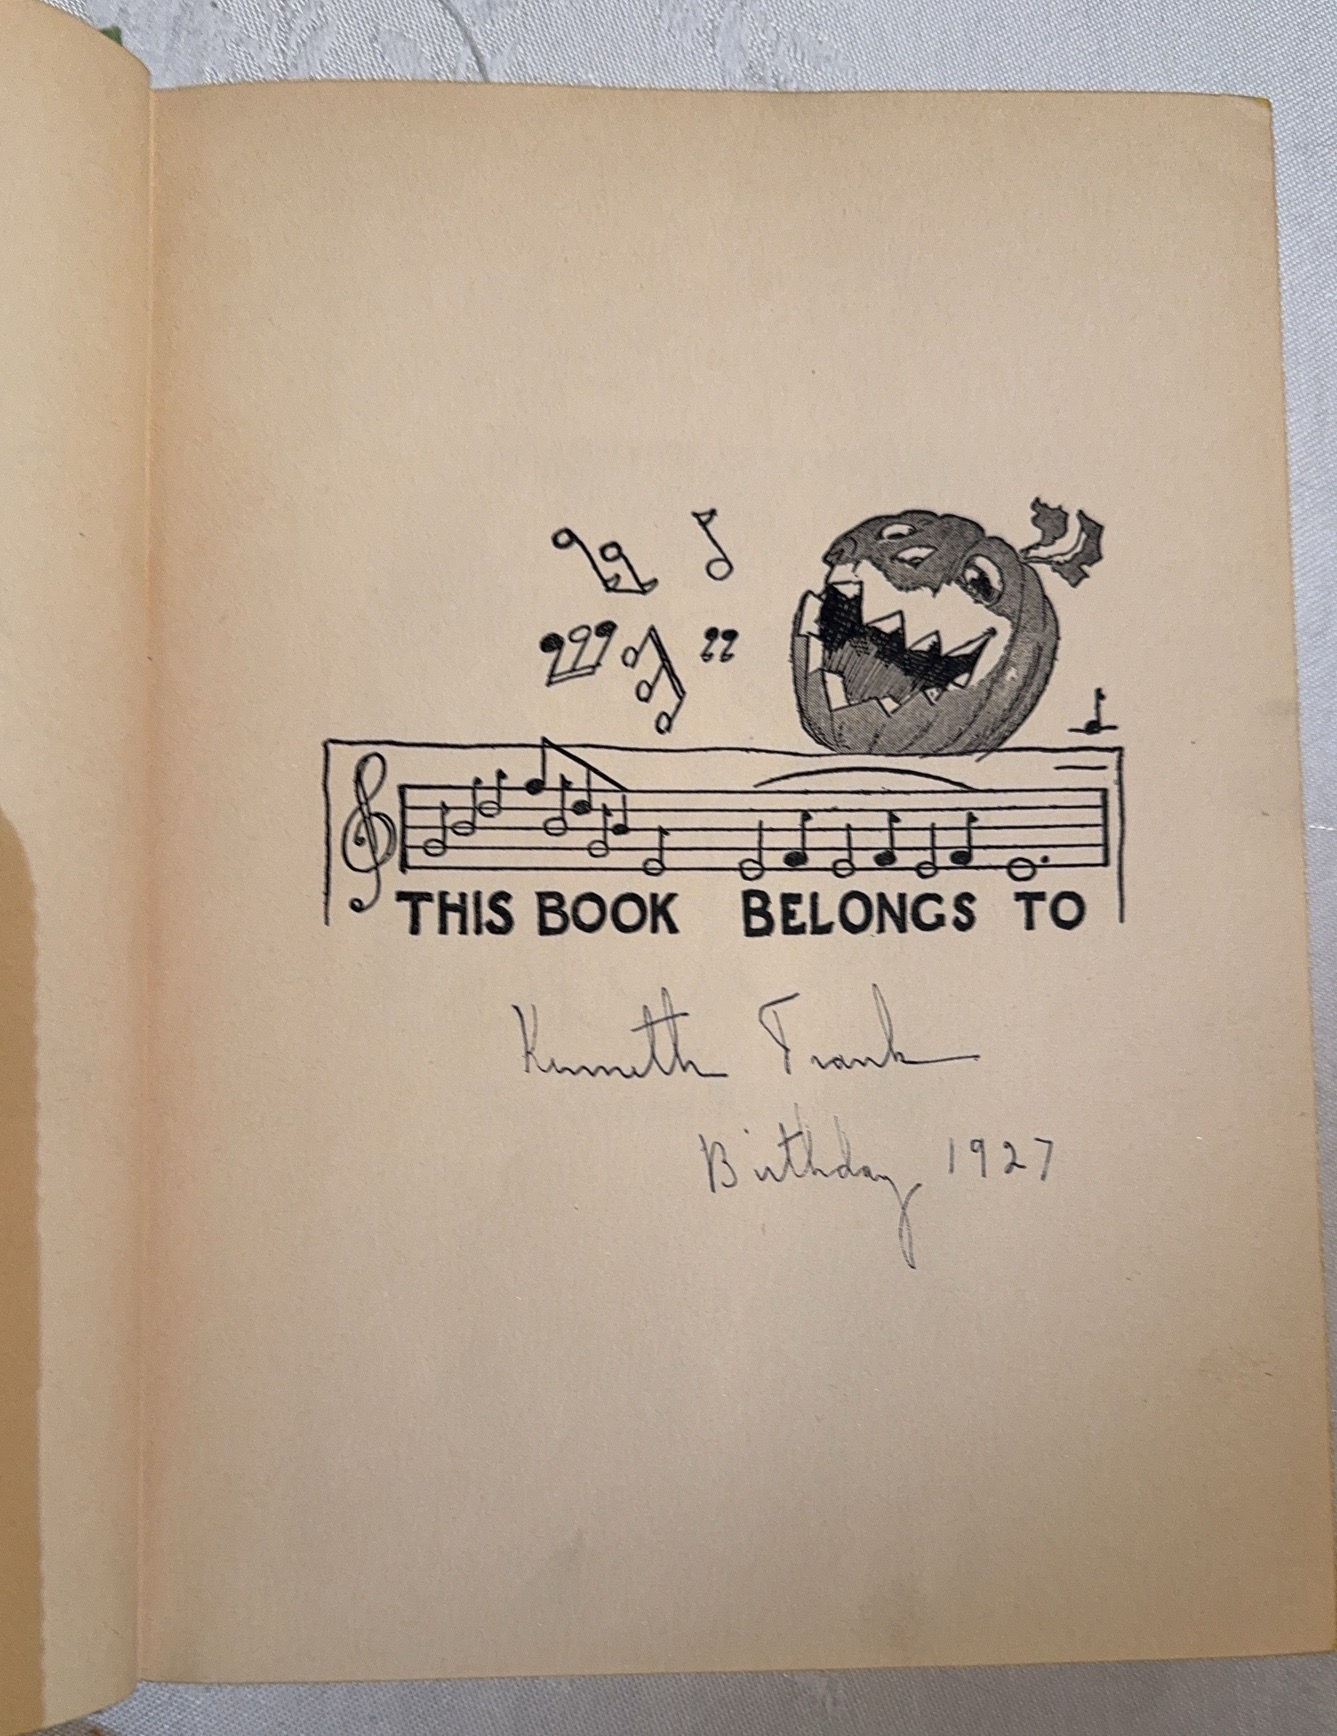 THIS BOOK BELONGS TO
Kenneth Frank
Birthday 1927